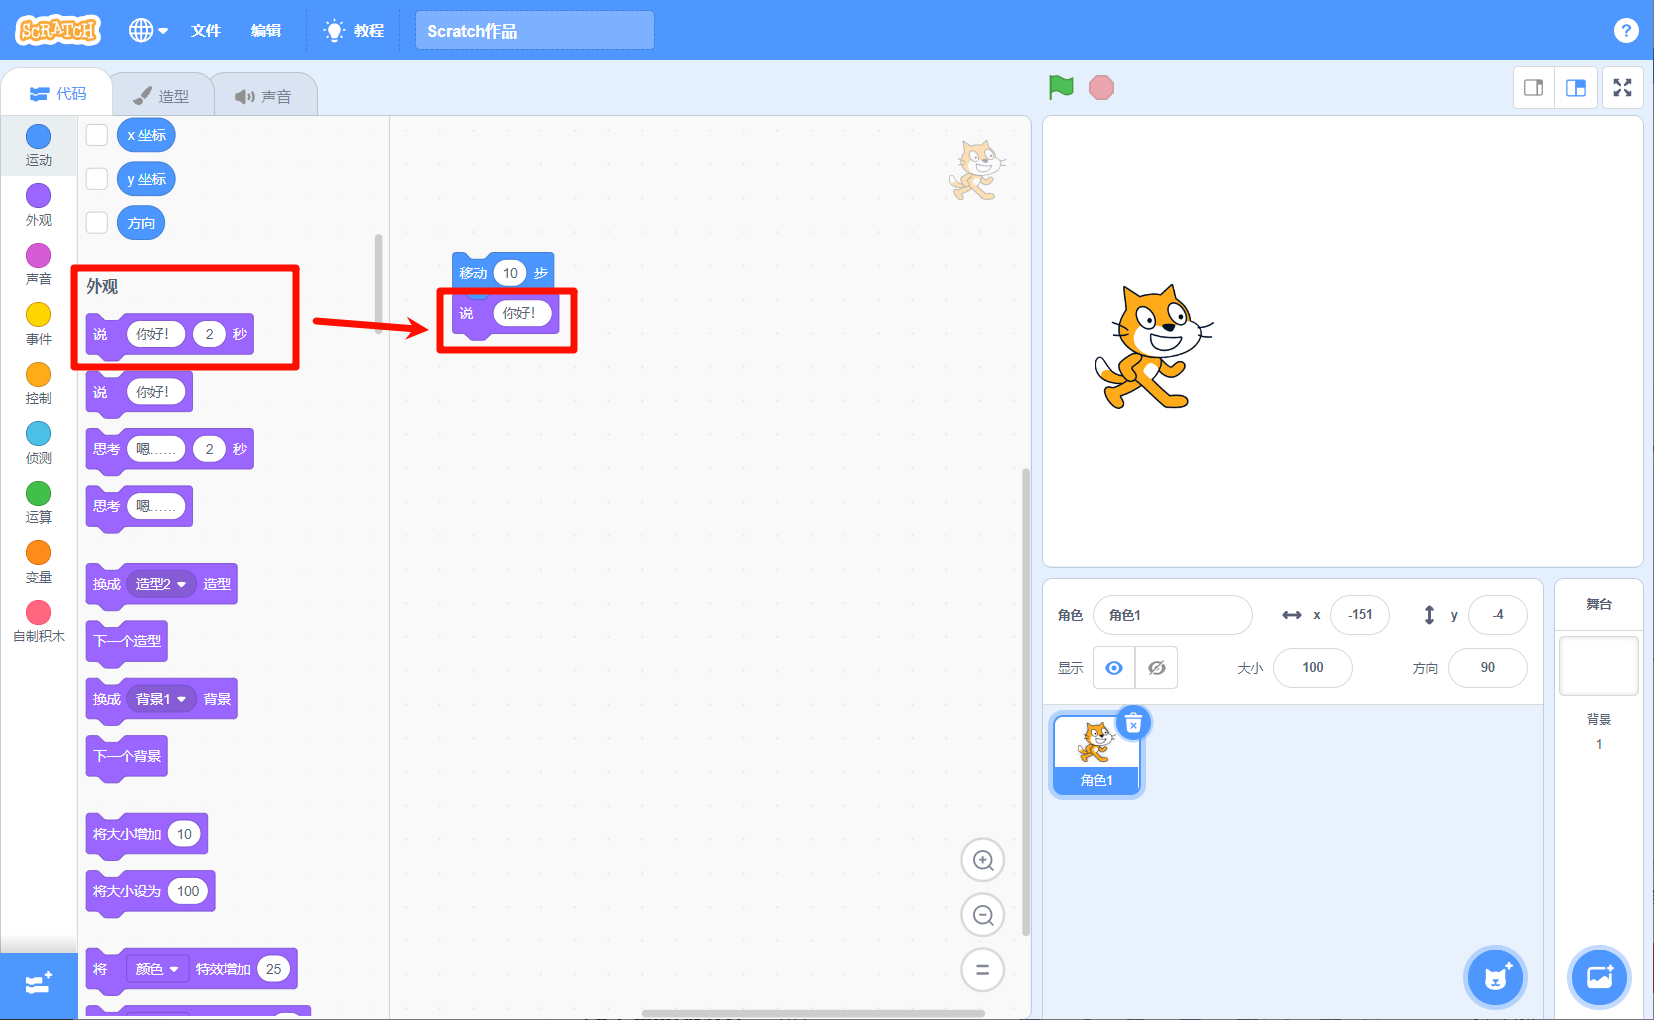 SCRATCH 文件 编辑 教程 Scratch作品 ?
代码 造型 声音
运动
外观
声音
事件
控制
侦测
运算
变量
自制积木
x 坐标
y 坐标
方向
外观
说 你好! 2 秒
说 你好!
思考 嗯…… 2 秒
思考 嗯……
换成 造型2 造型
下一个造型
换成 背景1 背景
下一个背景
将大小增加 10
将大小设为 100
将 颜色 特效增加 25
移动 10 步
说 你好!
角色 角色1 x -151 y -4
显示 大小 100 方向 90
角色1
舞台
背景
1